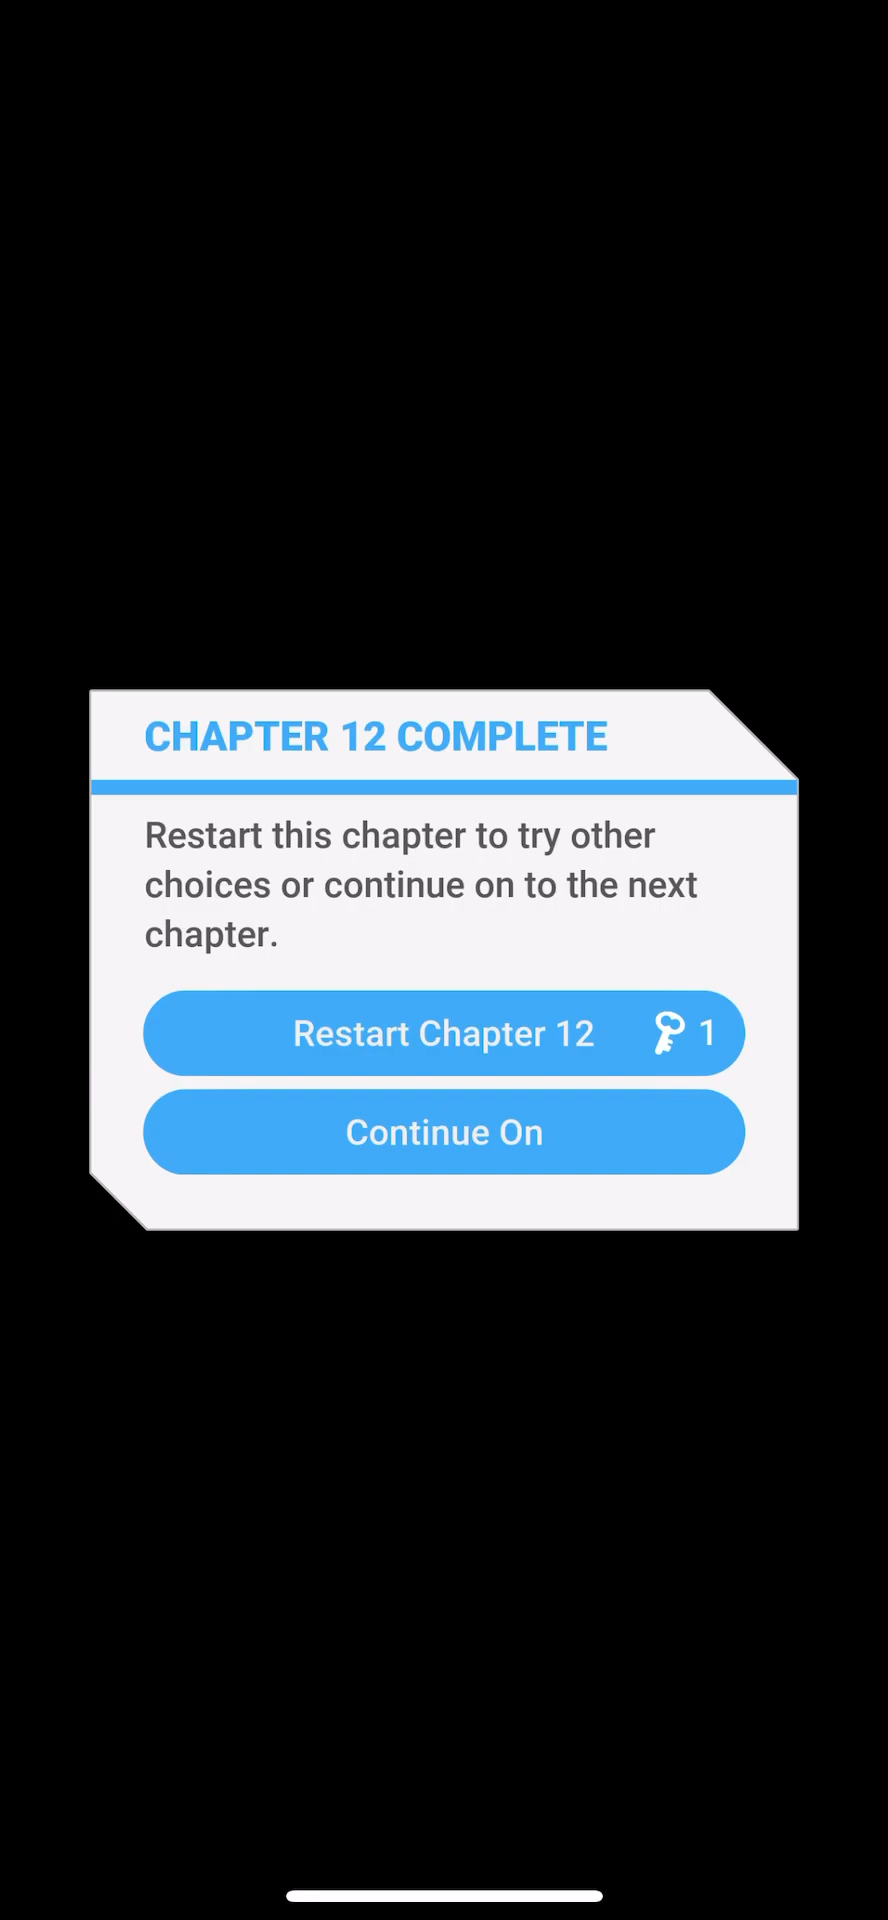 CHAPTER 12 COMPLETE
Restart this chapter to try other
choices or continue on to the next
chapter.
Restart Chapter 12 1
Continue On